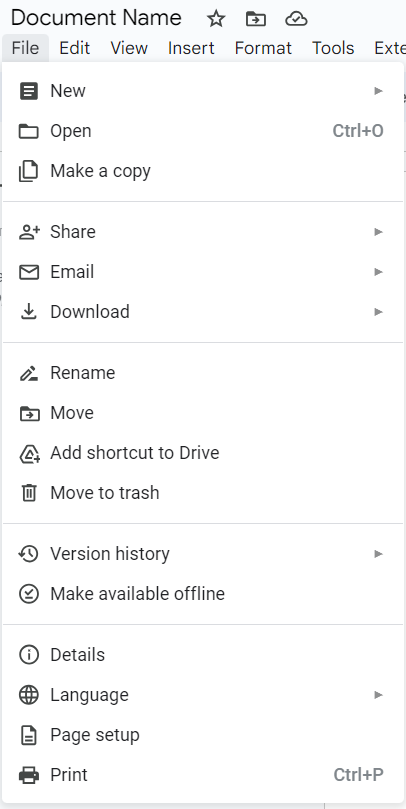 Document Name
File Edit View Insert Format Tools Exte
New
Open Ctrl+O
Make a copy
Share
Email
Download
Rename
Move
Add shortcut to Drive
Move to trash
Version history
Make available offline
Details
Language
Page setup
Print Ctrl+P